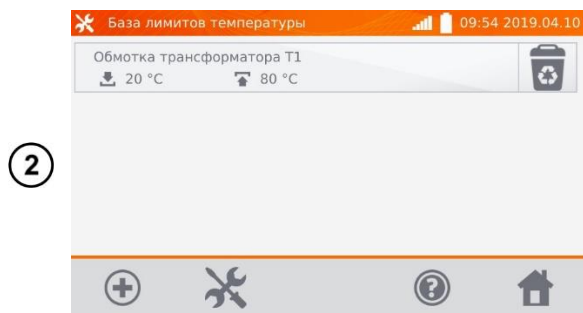 База лимитов температуры 09:54 2019.04.10
Обмотка трансформатора Т1
20 °C 80 °C
2